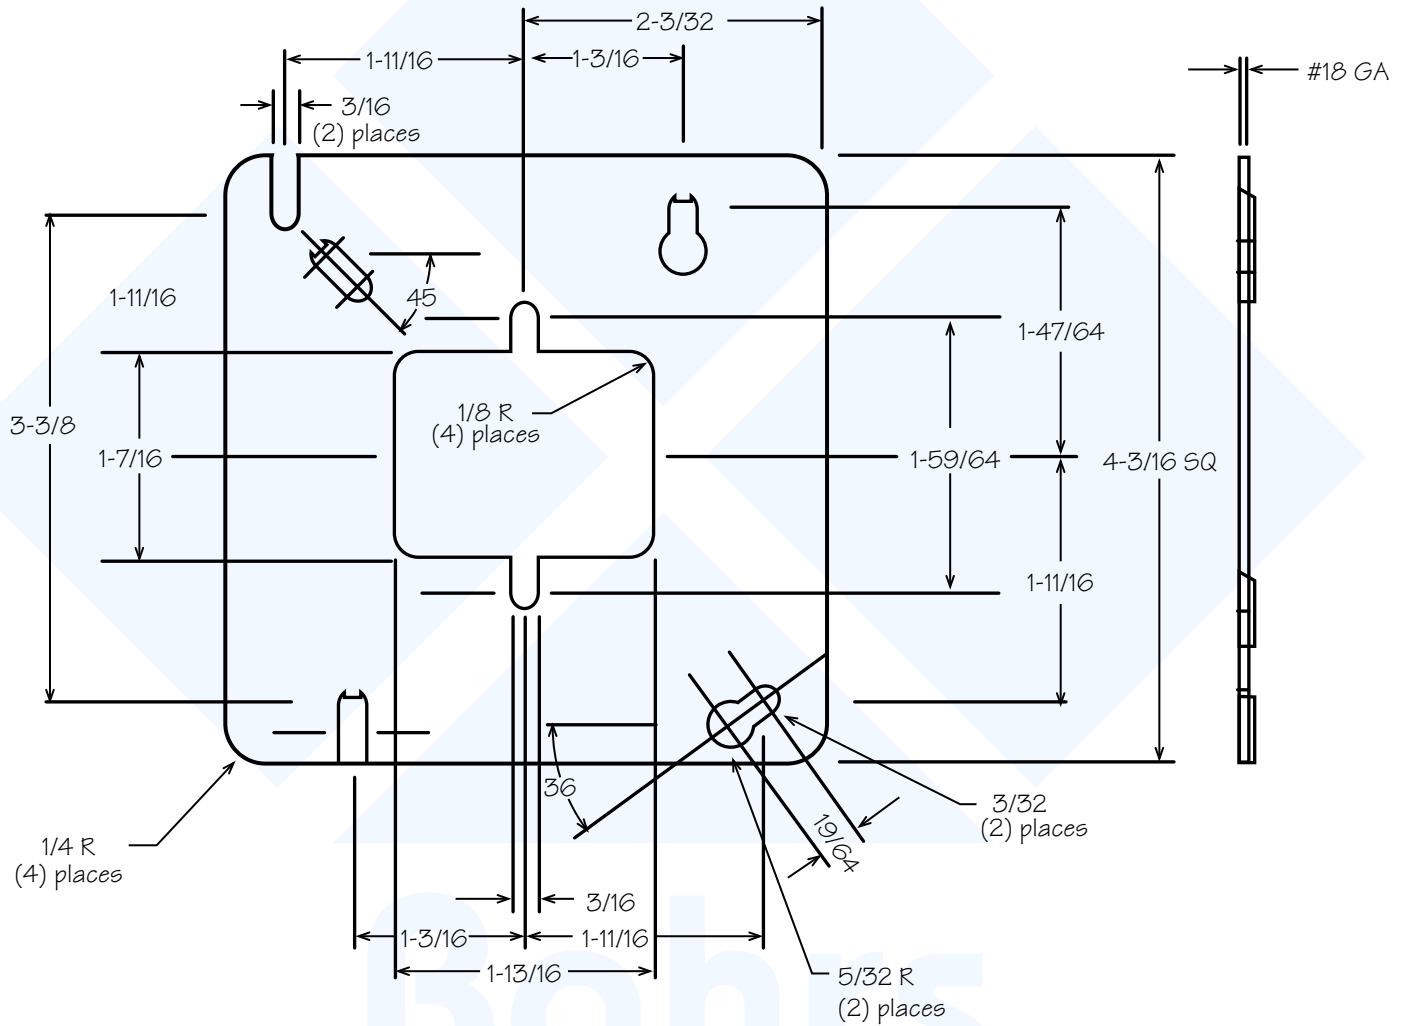 2-3/32
1-11/16
1-3/16
#18 GA
3/16
(2) places
1-11/16
45
1-47/64
1/8 R
(4) places
3-3/8
1-7/16
1-59/64
4-3/16 SQ
1-11/16
36
3/32
(2) places
19/64
1/4 R
(4) places
3/16
1-3/16
1-11/16
1-13/16
5/32 R
(2) places
Bohrs